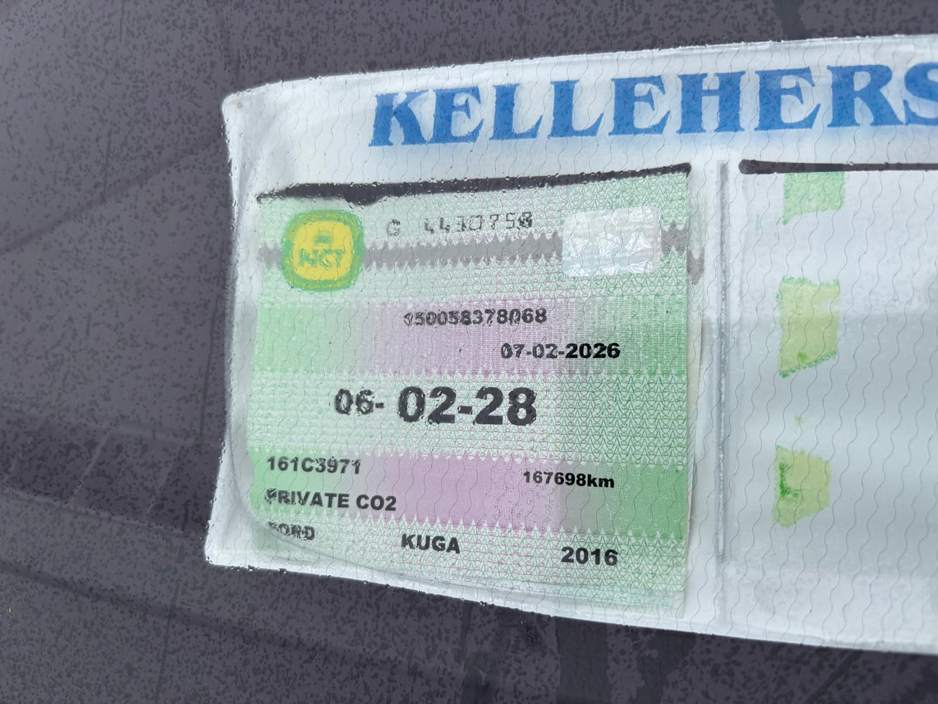 KELLEHERS
NCT
G 4430758
050058378068
07-02-2026
06- 02-28
161C3971
167698km
PRIVATE CO2
FORD KUGA 2016